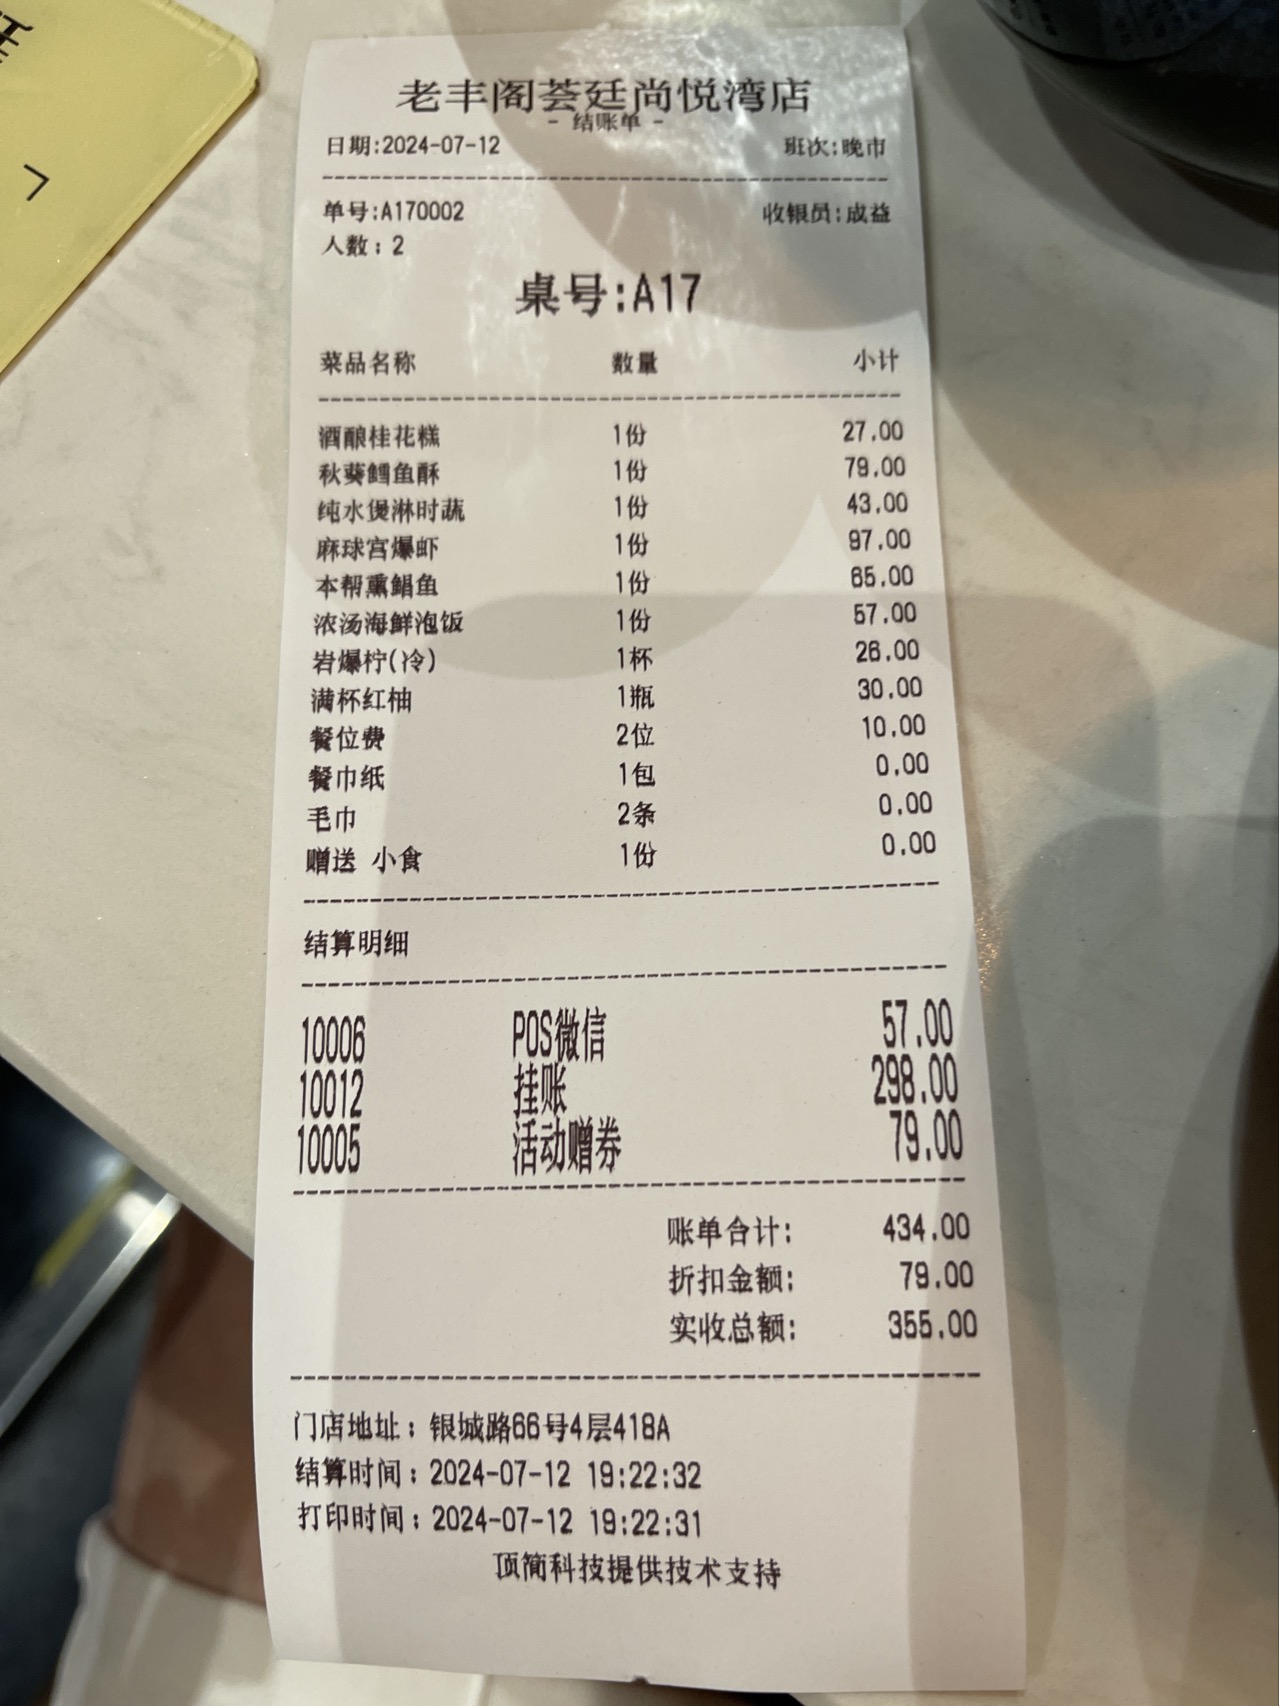 老丰阁荟廷尚悦湾店
- 结账单 -
日期:2024-07-12 班次:晚市
单号:A170002 收银员:成益
人数：2
桌号:A17
菜品名称 数量 小计
酒酿桂花糕 1份 27.00
秋葵鳕鱼酥 1份 79.00
纯水煲淋时蔬 1份 43.00
麻球宫爆虾 1份 97.00
本帮熏鲳鱼 1份 65.00
浓汤海鲜泡饭 1份 57.00
岩爆柠(冷) 1杯 26.00
满杯红柚 1瓶 30.00
餐位费 2位 10.00
餐巾纸 1包 0.00
毛巾 2条 0.00
赠送 小食 1份 0.00
结算明细
10006 POS微信 57.00
10012 挂账 298.00
10005 活动赠券 79.00
账单合计: 434.00
折扣金额: 79.00
实收总额: 355.00
门店地址：银城路66号4层418A
结算时间：2024-07-12 19:22:32
打印时间：2024-07-12 19:22:31
顶简科技提供技术支持